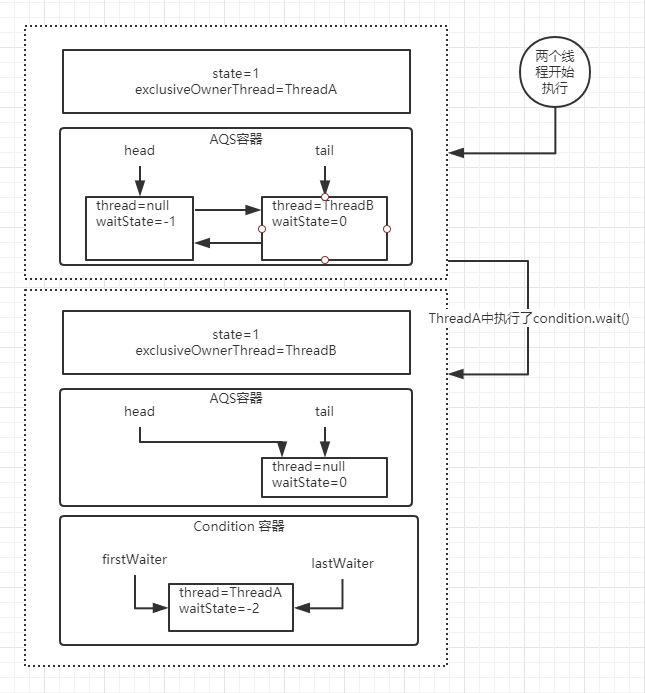 两个线
程开始
执行
state=1
exclusiveOwnerThread=ThreadA
AQS容器
head
tail
thread=null
waitState=-1
thread=ThreadB
waitState=0
ThreadA中执行了condition.wait()
state=1
exclusiveOwnerThread=ThreadB
AQS容器
head
tail
thread=null
waitState=0
Condition 容器
firstWaiter
lastWaiter
thread=ThreadA
waitState=-2